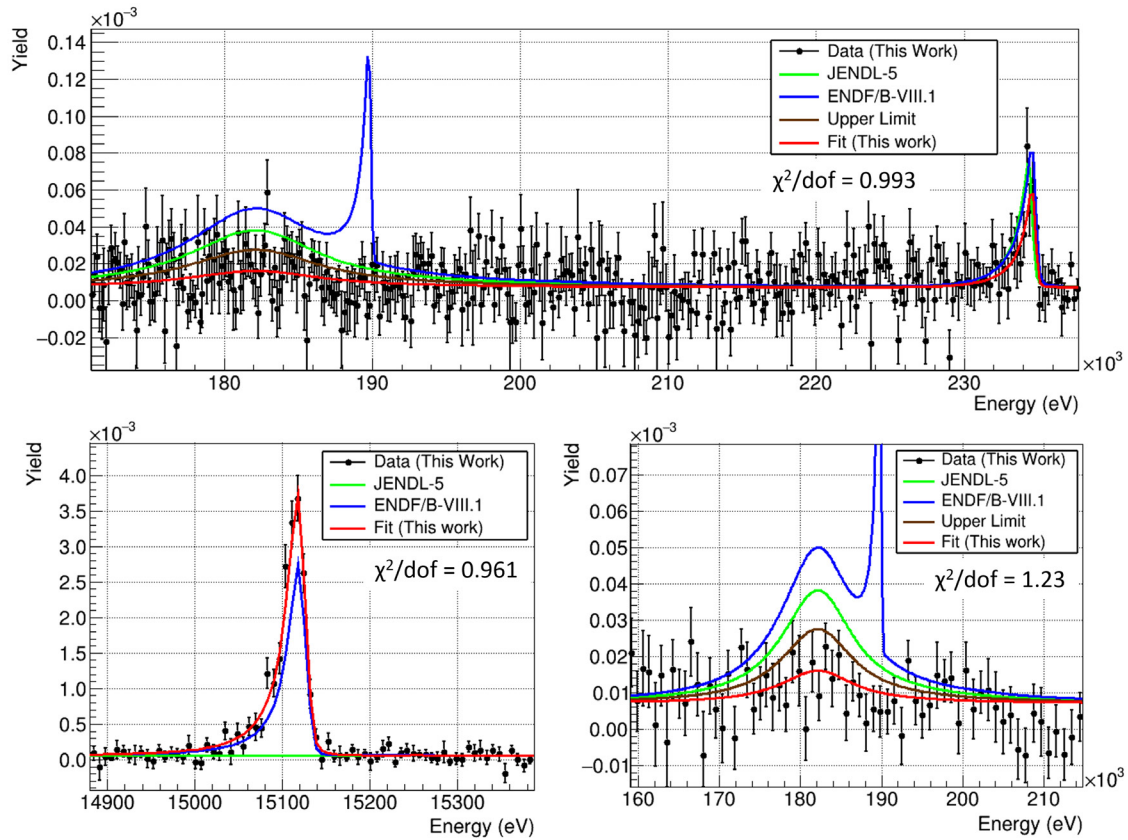 ×10⁻³
Yield
0.14
0.12
0.10
0.08
0.06
0.04
0.02
0.00
−0.02
Data (This Work)
JENDL-5
ENDF/B-VIII.1
Upper Limit
Fit (This work)
χ²/dof = 0.993
180 190 200 210 220 230
×10³
Energy (eV)
×10⁻³
Yield
4.0
3.5
3.0
2.5
2.0
1.5
1.0
0.5
0.0
Data (This Work)
JENDL-5
ENDF/B-VIII.1
Fit (This work)
χ²/dof = 0.961
14900 15000 15100 15200 15300
Energy (eV)
×10⁻³
Yield
0.07
0.06
0.05
0.04
0.03
0.02
0.01
0.00
−0.01
Data (This Work)
JENDL-5
ENDF/B-VIII.1
Upper Limit
Fit (This work)
χ²/dof = 1.23
160 170 180 190 200 210
×10³
Energy (eV)